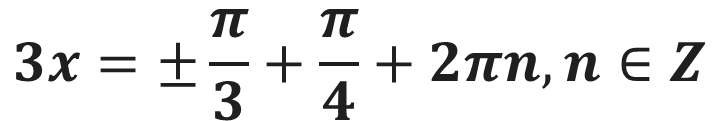 3x = ± π/3 + π/4 + 2πn, n ∈ Z